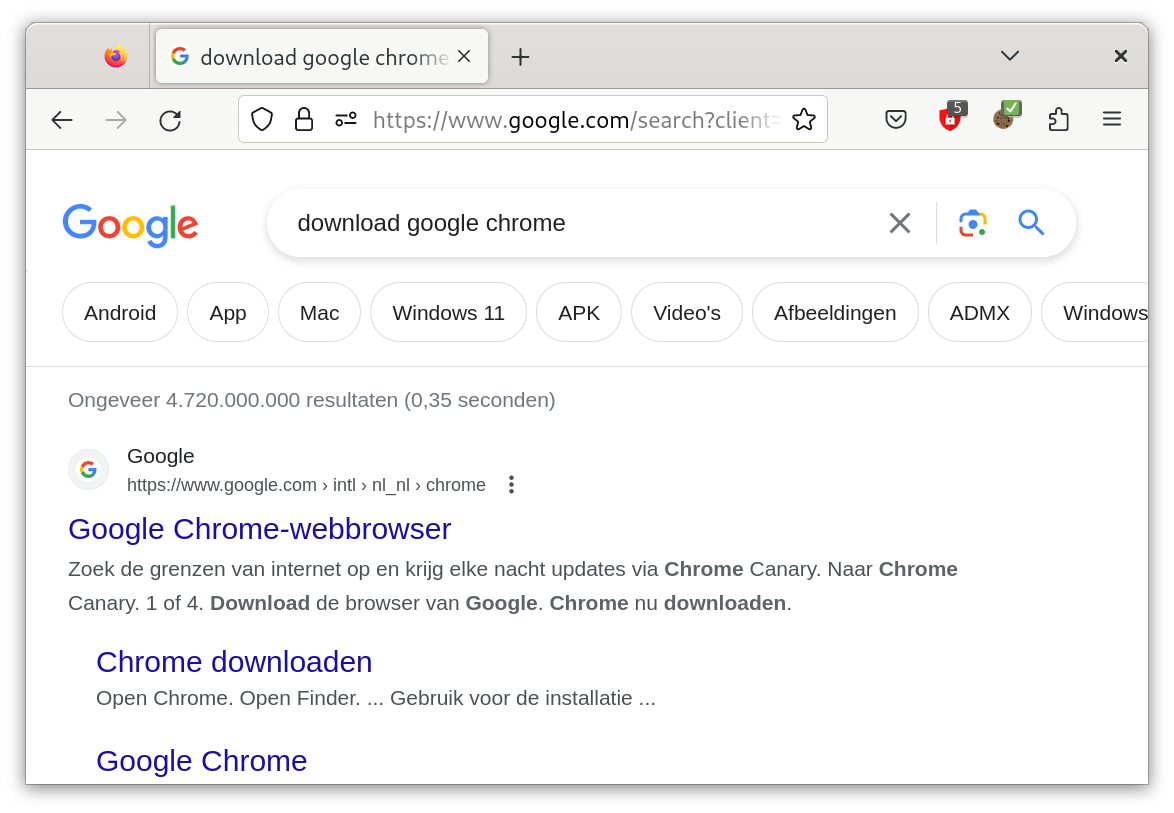 download google chrome
https://www.google.com/search?client=
5
Google
download google chrome
Android App Mac Windows 11 APK Video's Afbeeldingen ADMX Windows
Ongeveer 4.720.000.000 resultaten (0,35 seconden)
Google
https://www.google.com › intl › nl_nl › chrome
Google Chrome-webbrowser
Zoek de grenzen van internet op en krijg elke nacht updates via Chrome Canary. Naar Chrome
Canary. 1 of 4. Download de browser van Google. Chrome nu downloaden.
Chrome downloaden
Open Chrome. Open Finder. ... Gebruik voor de installatie ...
Google Chrome